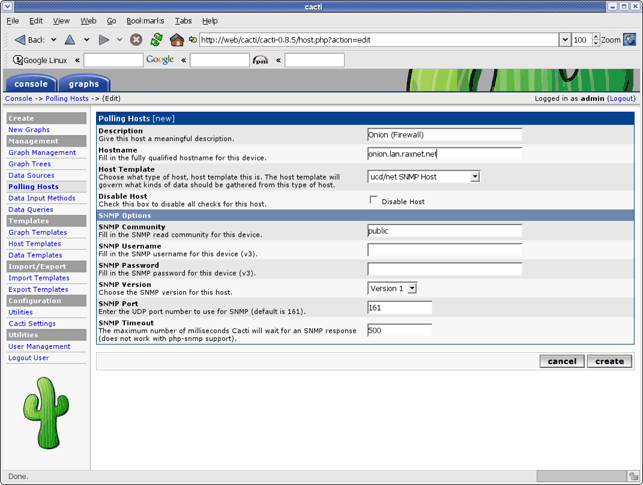 cacti
File Edit View Go Bookmarks Tabs Help
Back http://web/cacti/cacti-0.8.5/host.php?action=edit 100 Zoom
Google Linux « Google « fpm «
console graphs
Console -> Polling Hosts -> (Edit) Logged in as admin (Logout)
Create
New Graphs
Management
Graph Management
Graph Trees
Data Sources
Polling Hosts
Data Input Methods
Data Queries
Templates
Graph Templates
Host Templates
Data Templates
Import/Export
Import Templates
Export Templates
Configuration
Utilities
Cacti Settings
Utilities
User Management
Logout User
Polling Hosts [new]
Description
Give this host a meaningful description.
Onion (Firewall)
Hostname
Fill in the fully qualified hostname for this device.
onion.lan.raxnet.net
Host Template
Choose what type of host, host template this is. The host template will
govern what kinds of data should be gathered from this type of host.
ucd/net SNMP Host
Disable Host
Check this box to disable all checks for this host.
Disable Host
SNMP Options
SNMP Community
Fill in the SNMP read community for this device.
public
SNMP Username
Fill in the SNMP username for this device (v3).
SNMP Password
Fill in the SNMP password for this device (v3).
SNMP Version
Choose the SNMP version for this host.
Version 1
SNMP Port
Enter the UDP port number to use for SNMP (default is 161).
161
SNMP Timeout
The maximum number of milliseconds Cacti will wait for an SNMP response
(does not work with php-snmp support).
500
cancel create
Done.